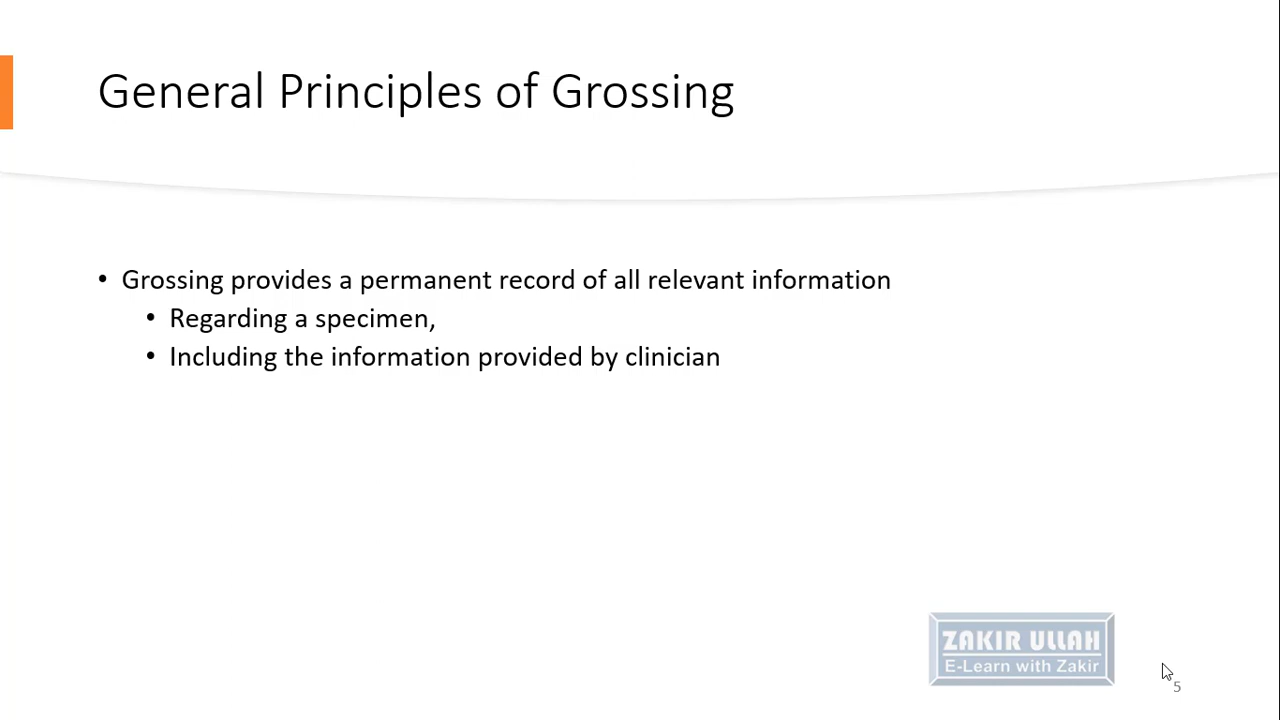 General Principles of Grossing
• Grossing provides a permanent record of all relevant information
• Regarding a specimen,
• Including the information provided by clinician
ZAKIR ULLAH
E-Learn with Zakir
5